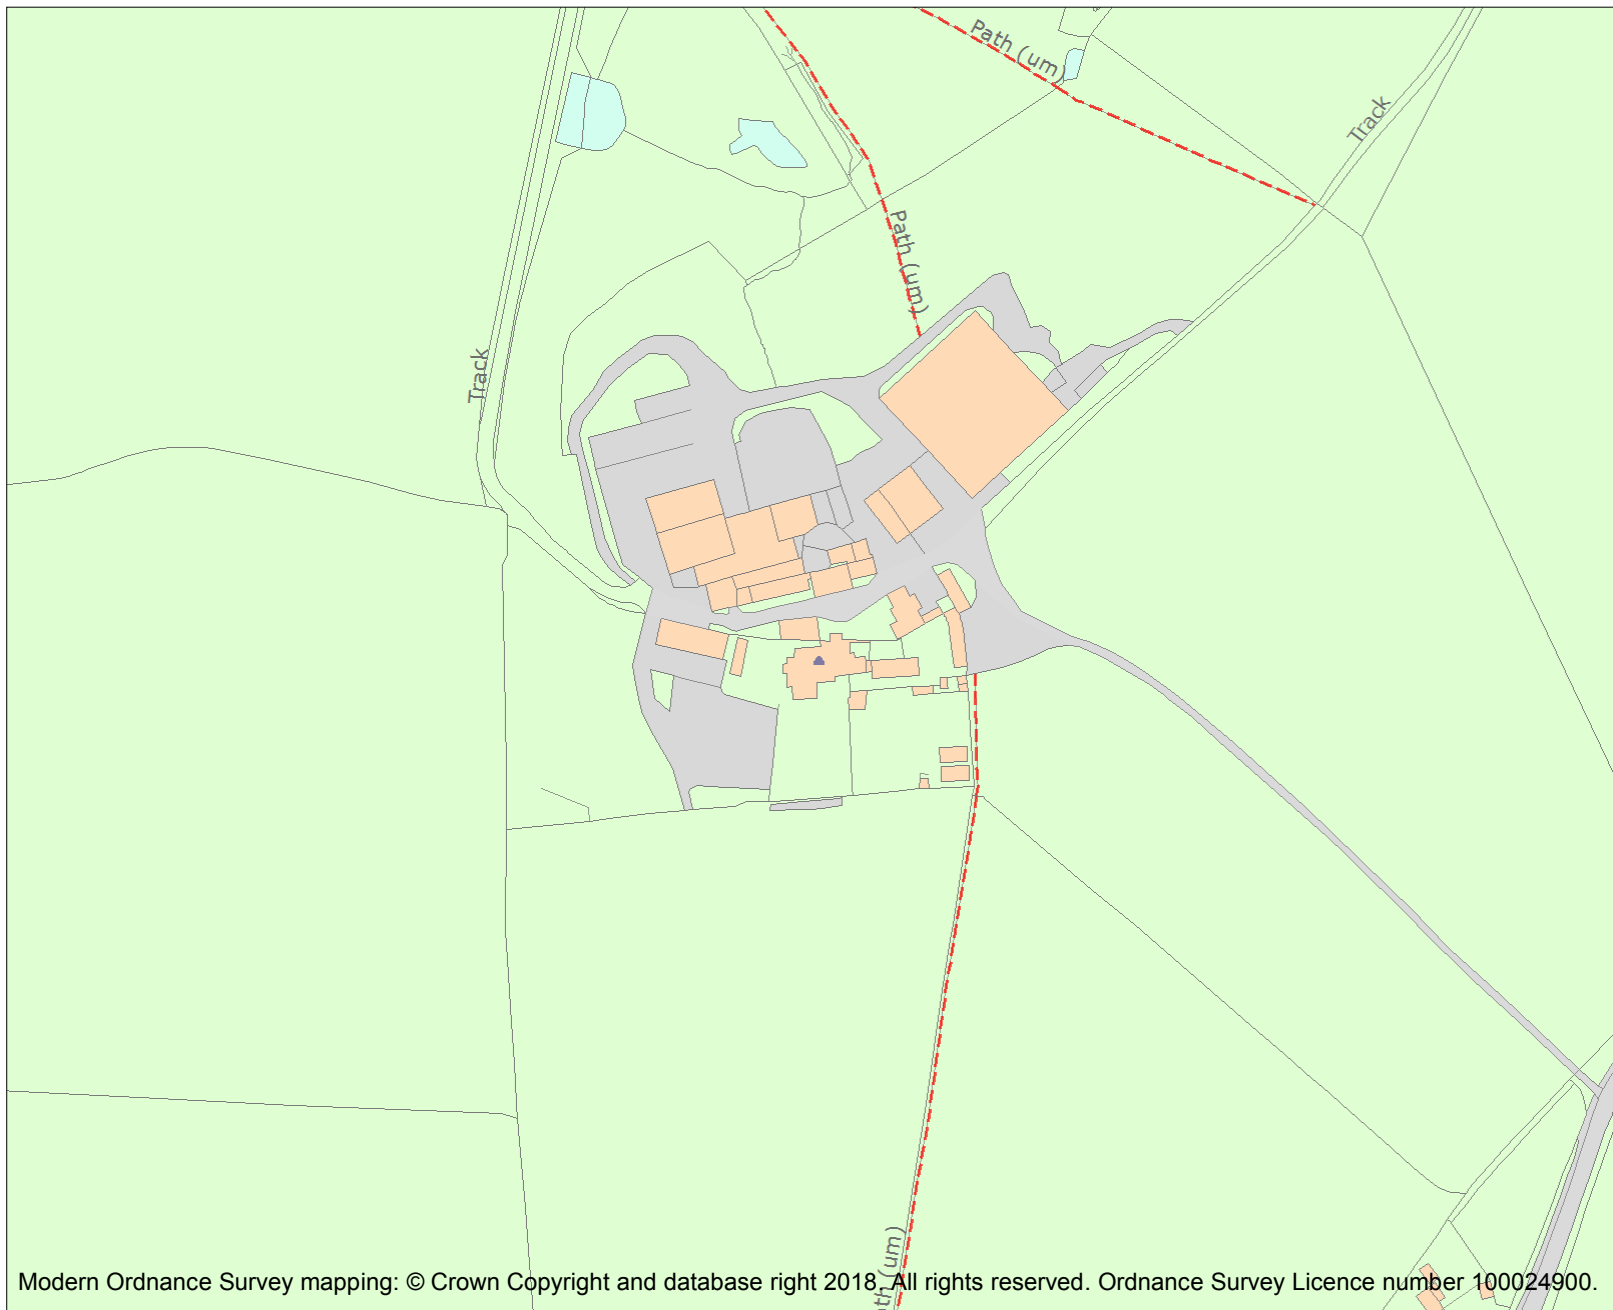 Path (um)
Track
Path (um)
Track
Path (um)
Modern Ordnance Survey mapping: © Crown Copyright and database right 2018. All rights reserved. Ordnance Survey Licence number 100024900.